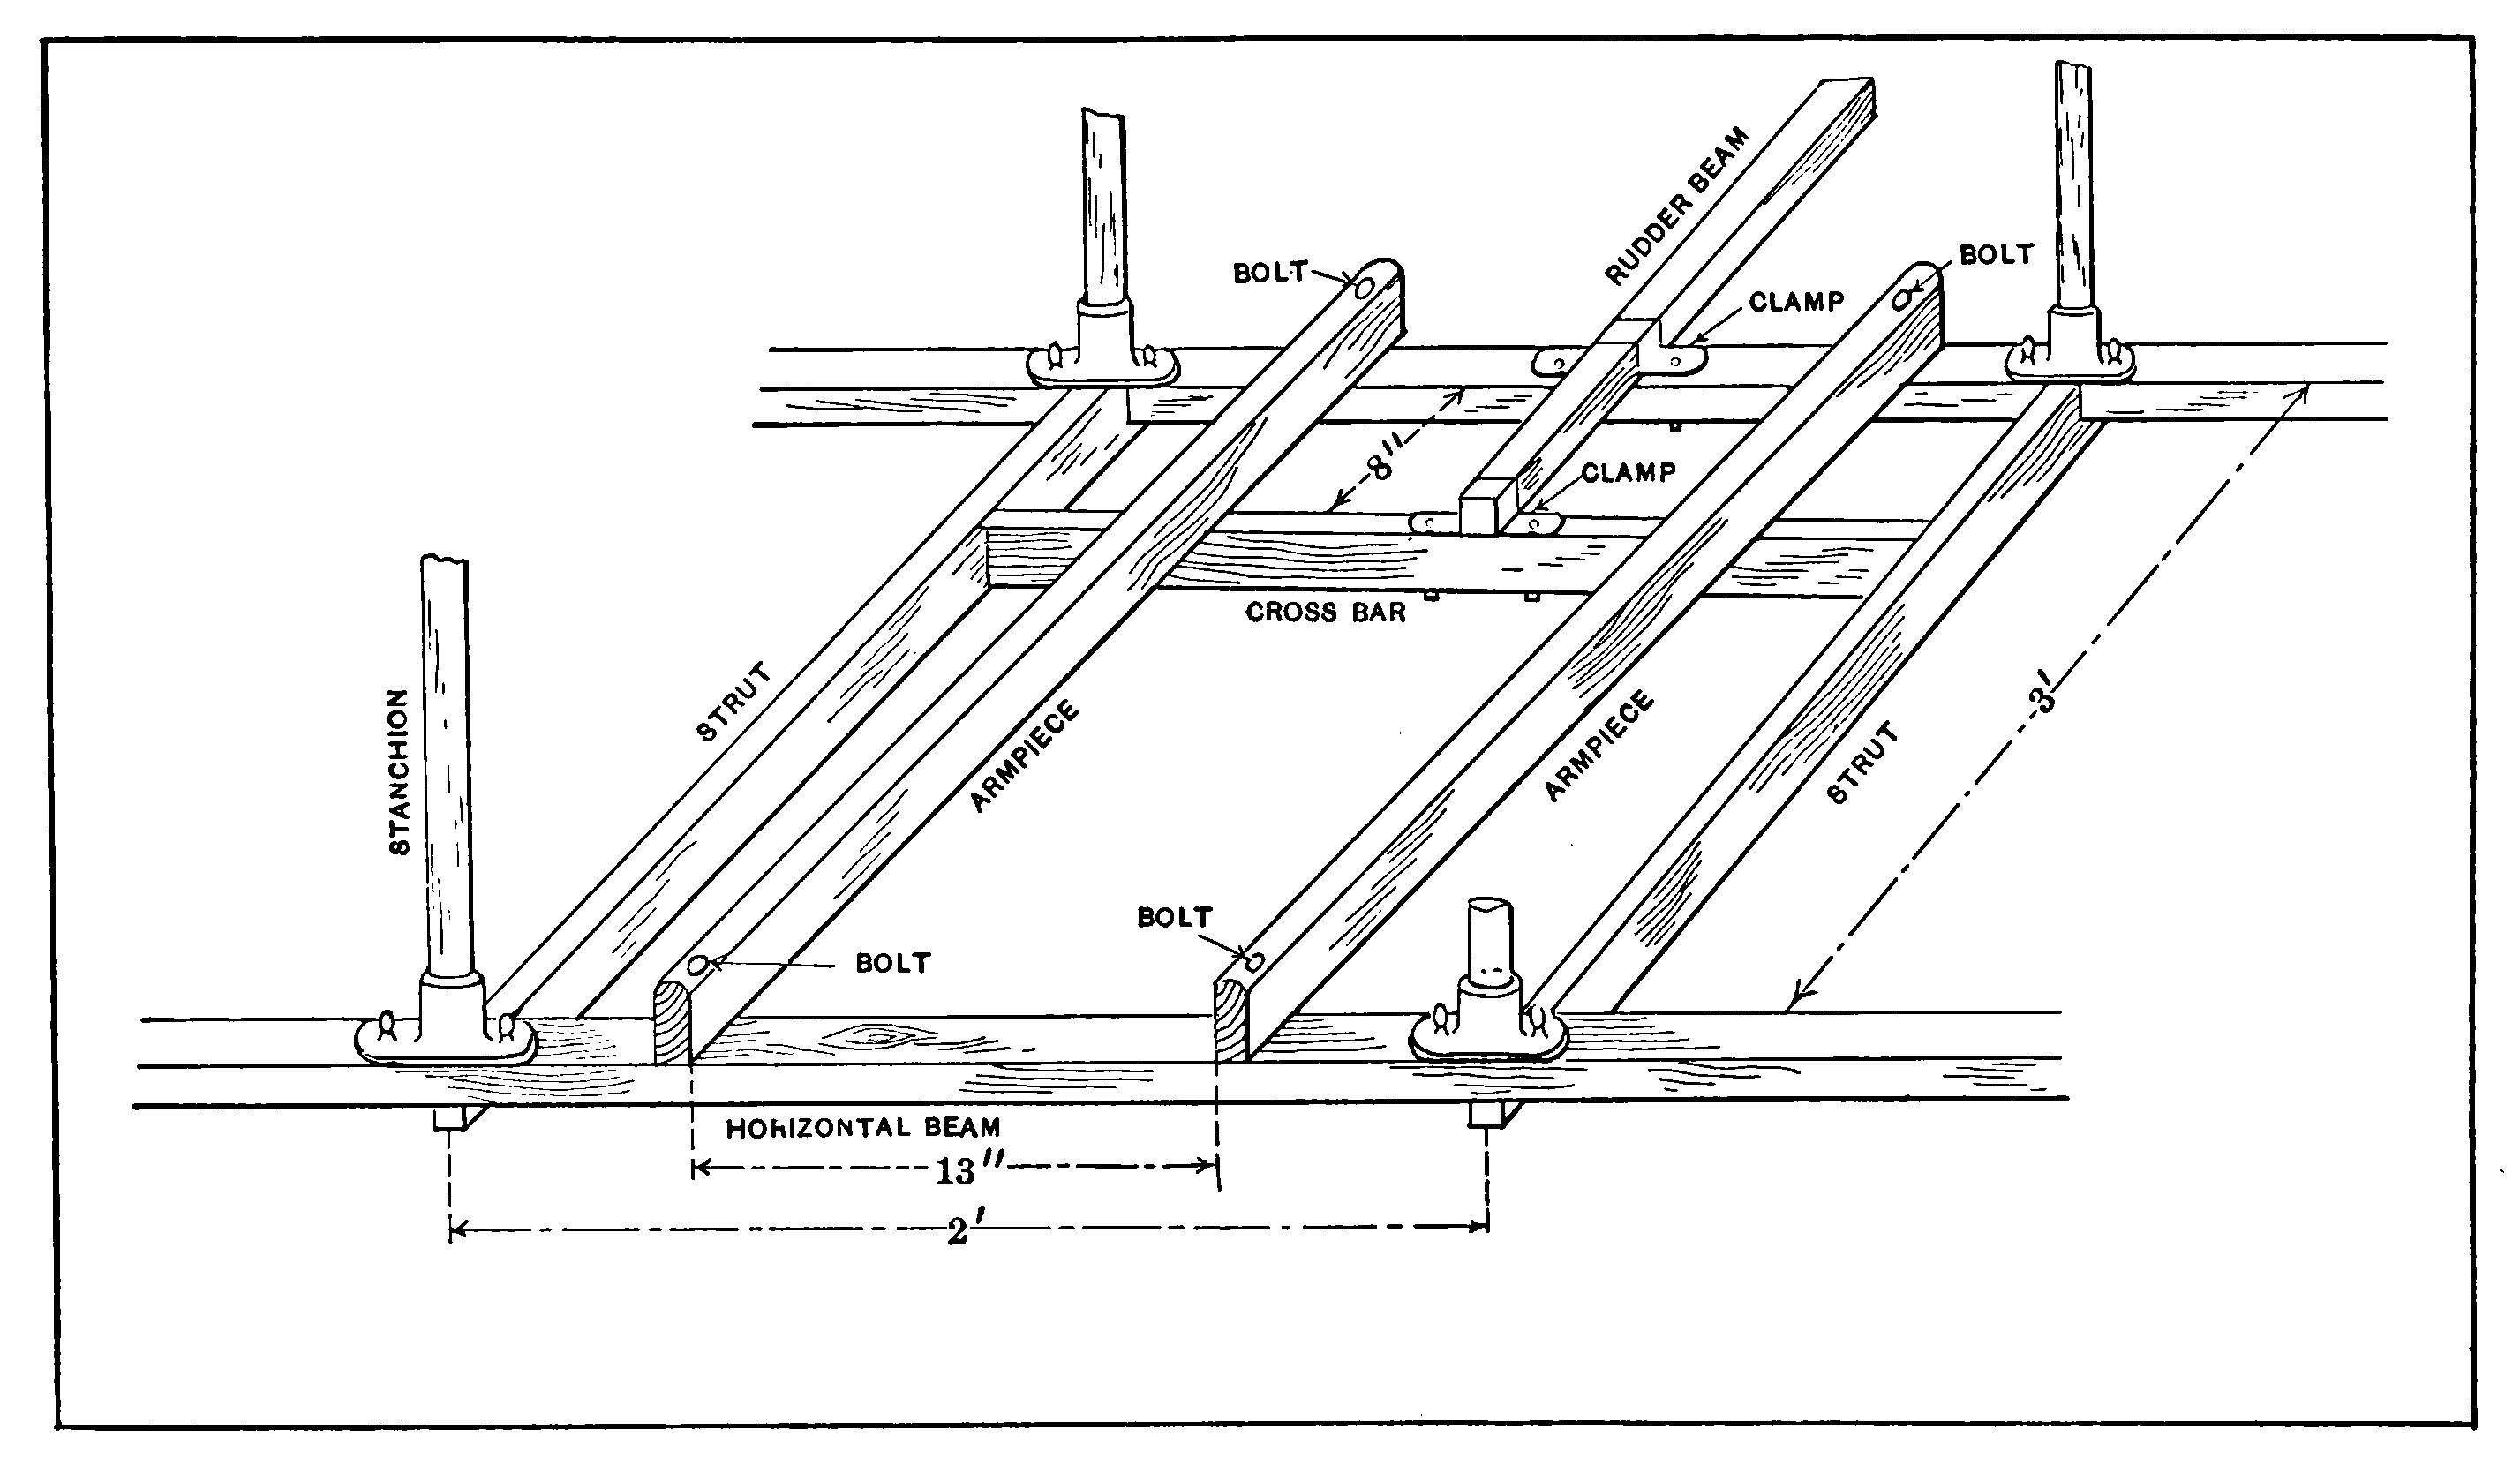 RUDDER BEAM
BOLT
BOLT
CLAMP
8"
CLAMP
CROSS BAR
STRUT
STANCHION
ARMPIECE
ARMPIECE
STRUT
3'
BOLT
BOLT
HORIZONTAL BEAM
13"
2'